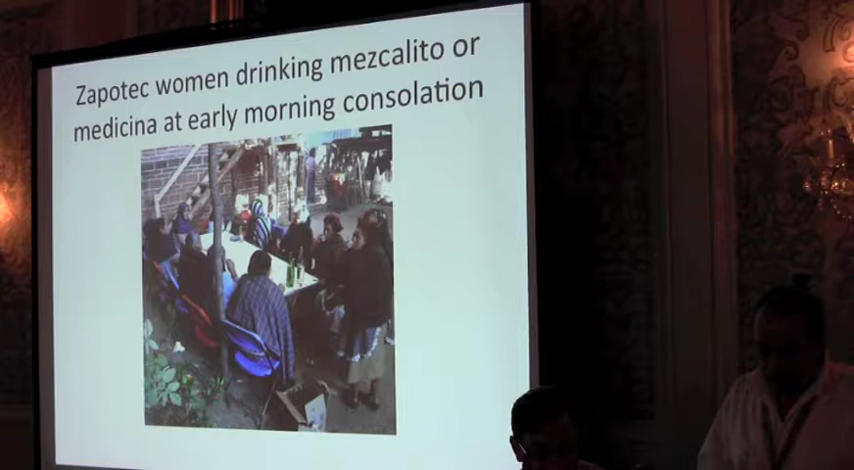 Zapotec women drinking mezcalito or
medicina at early morning consolation